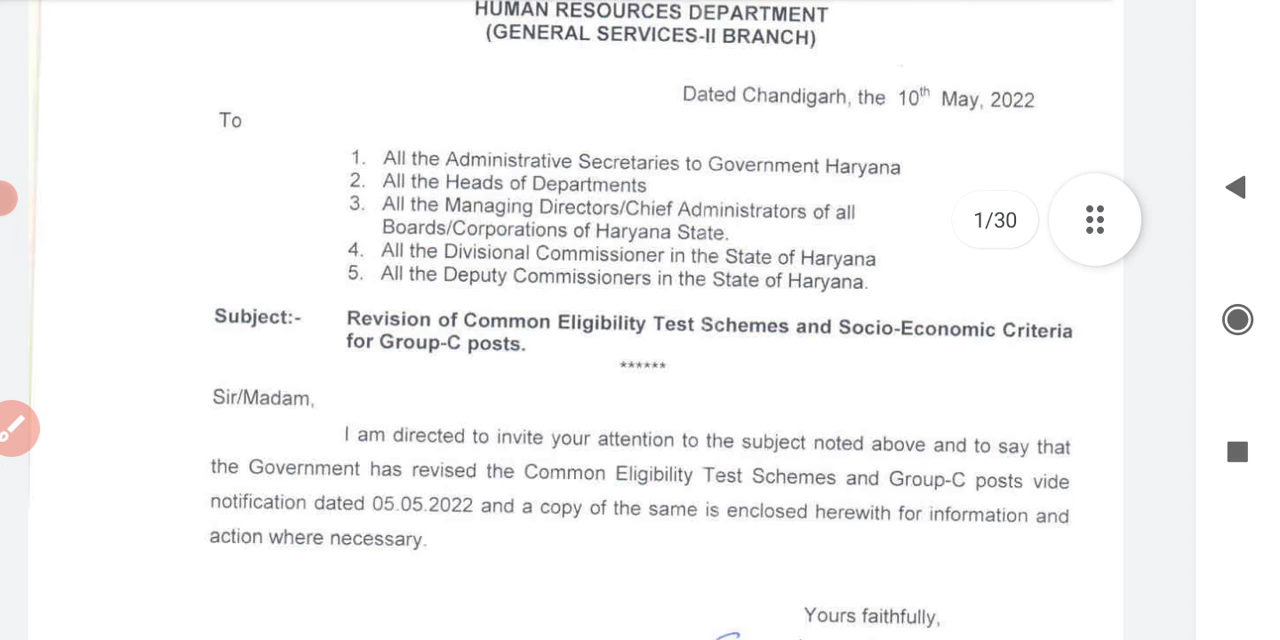 HUMAN RESOURCES DEPARTMENT
(GENERAL SERVICES-II BRANCH)
Dated Chandigarh, the 10th May, 2022
To
1. All the Administrative Secretaries to Government Haryana
2. All the Heads of Departments
3. All the Managing Directors/Chief Administrators of all
Boards/Corporations of Haryana State.
4. All the Divisional Commissioner in the State of Haryana
5. All the Deputy Commissioners in the State of Haryana.
1/30
Subject:- Revision of Common Eligibility Test Schemes and Socio-Economic Criteria
for Group-C posts.
******
Sir/Madam,
I am directed to invite your attention to the subject noted above and to say that
the Government has revised the Common Eligibility Test Schemes and Group-C posts vide
notification dated 05.05.2022 and a copy of the same is enclosed herewith for information and
action where necessary.
Yours faithfully,